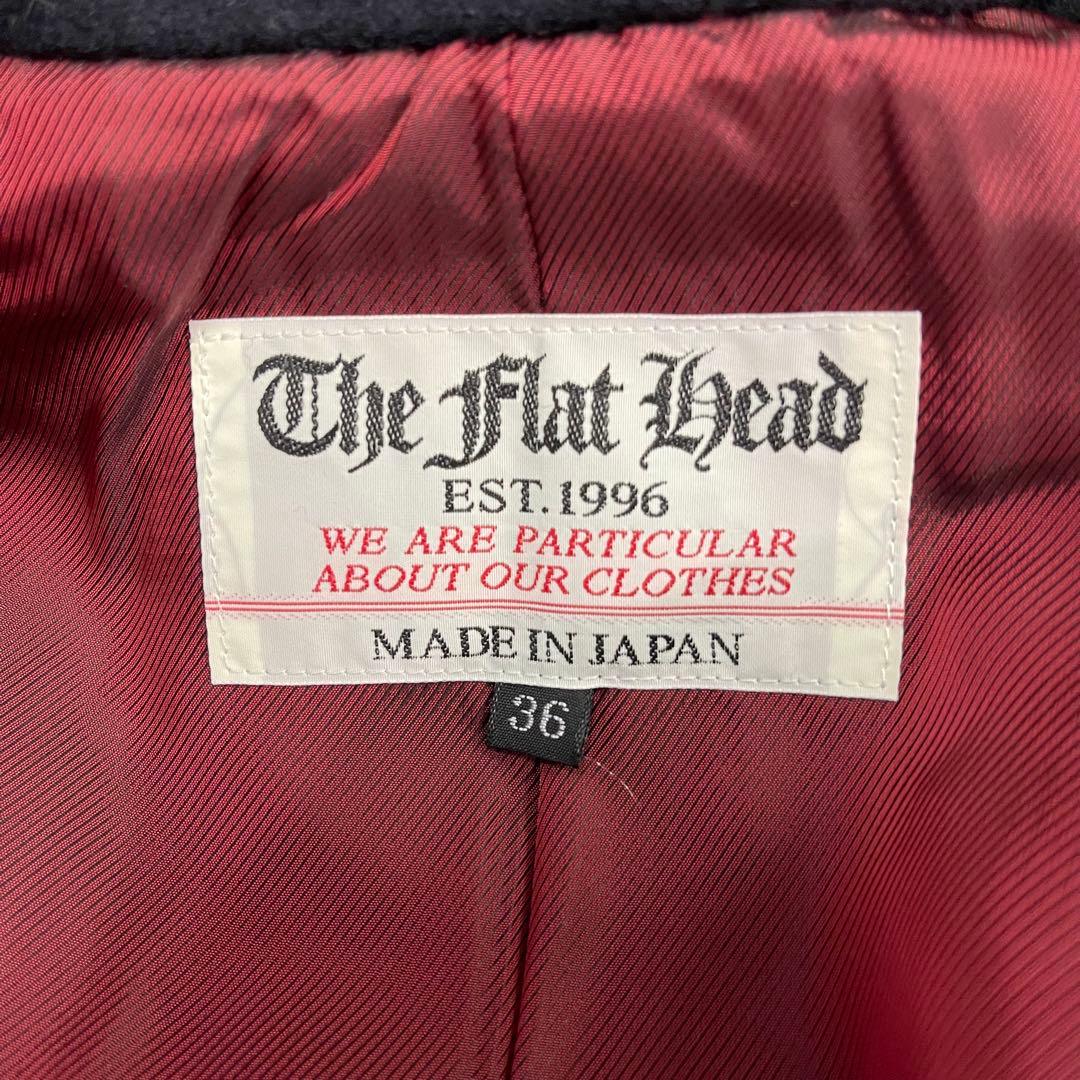 The Flat Head
EST.1996
WE ARE PARTICULAR
ABOUT OUR CLOTHES
MADE IN JAPAN
36